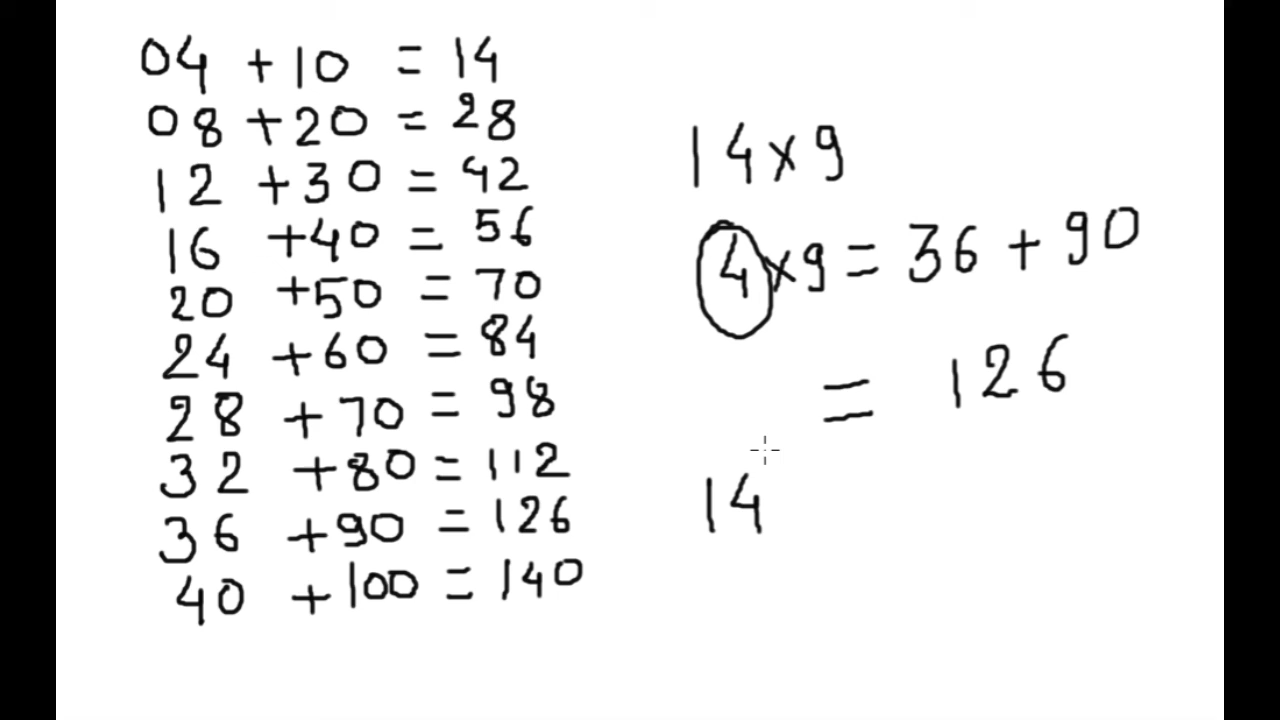 04 +10 = 14
08 +20 = 28
12 +30 = 42
16 +40 = 56
20 +50 = 70
24 +60 = 84
28 +70 = 98
32 +80 = 112
36 +90 = 126
40 +100 = 140
14 x 9
4 x 9 = 36 + 90
= 126
14